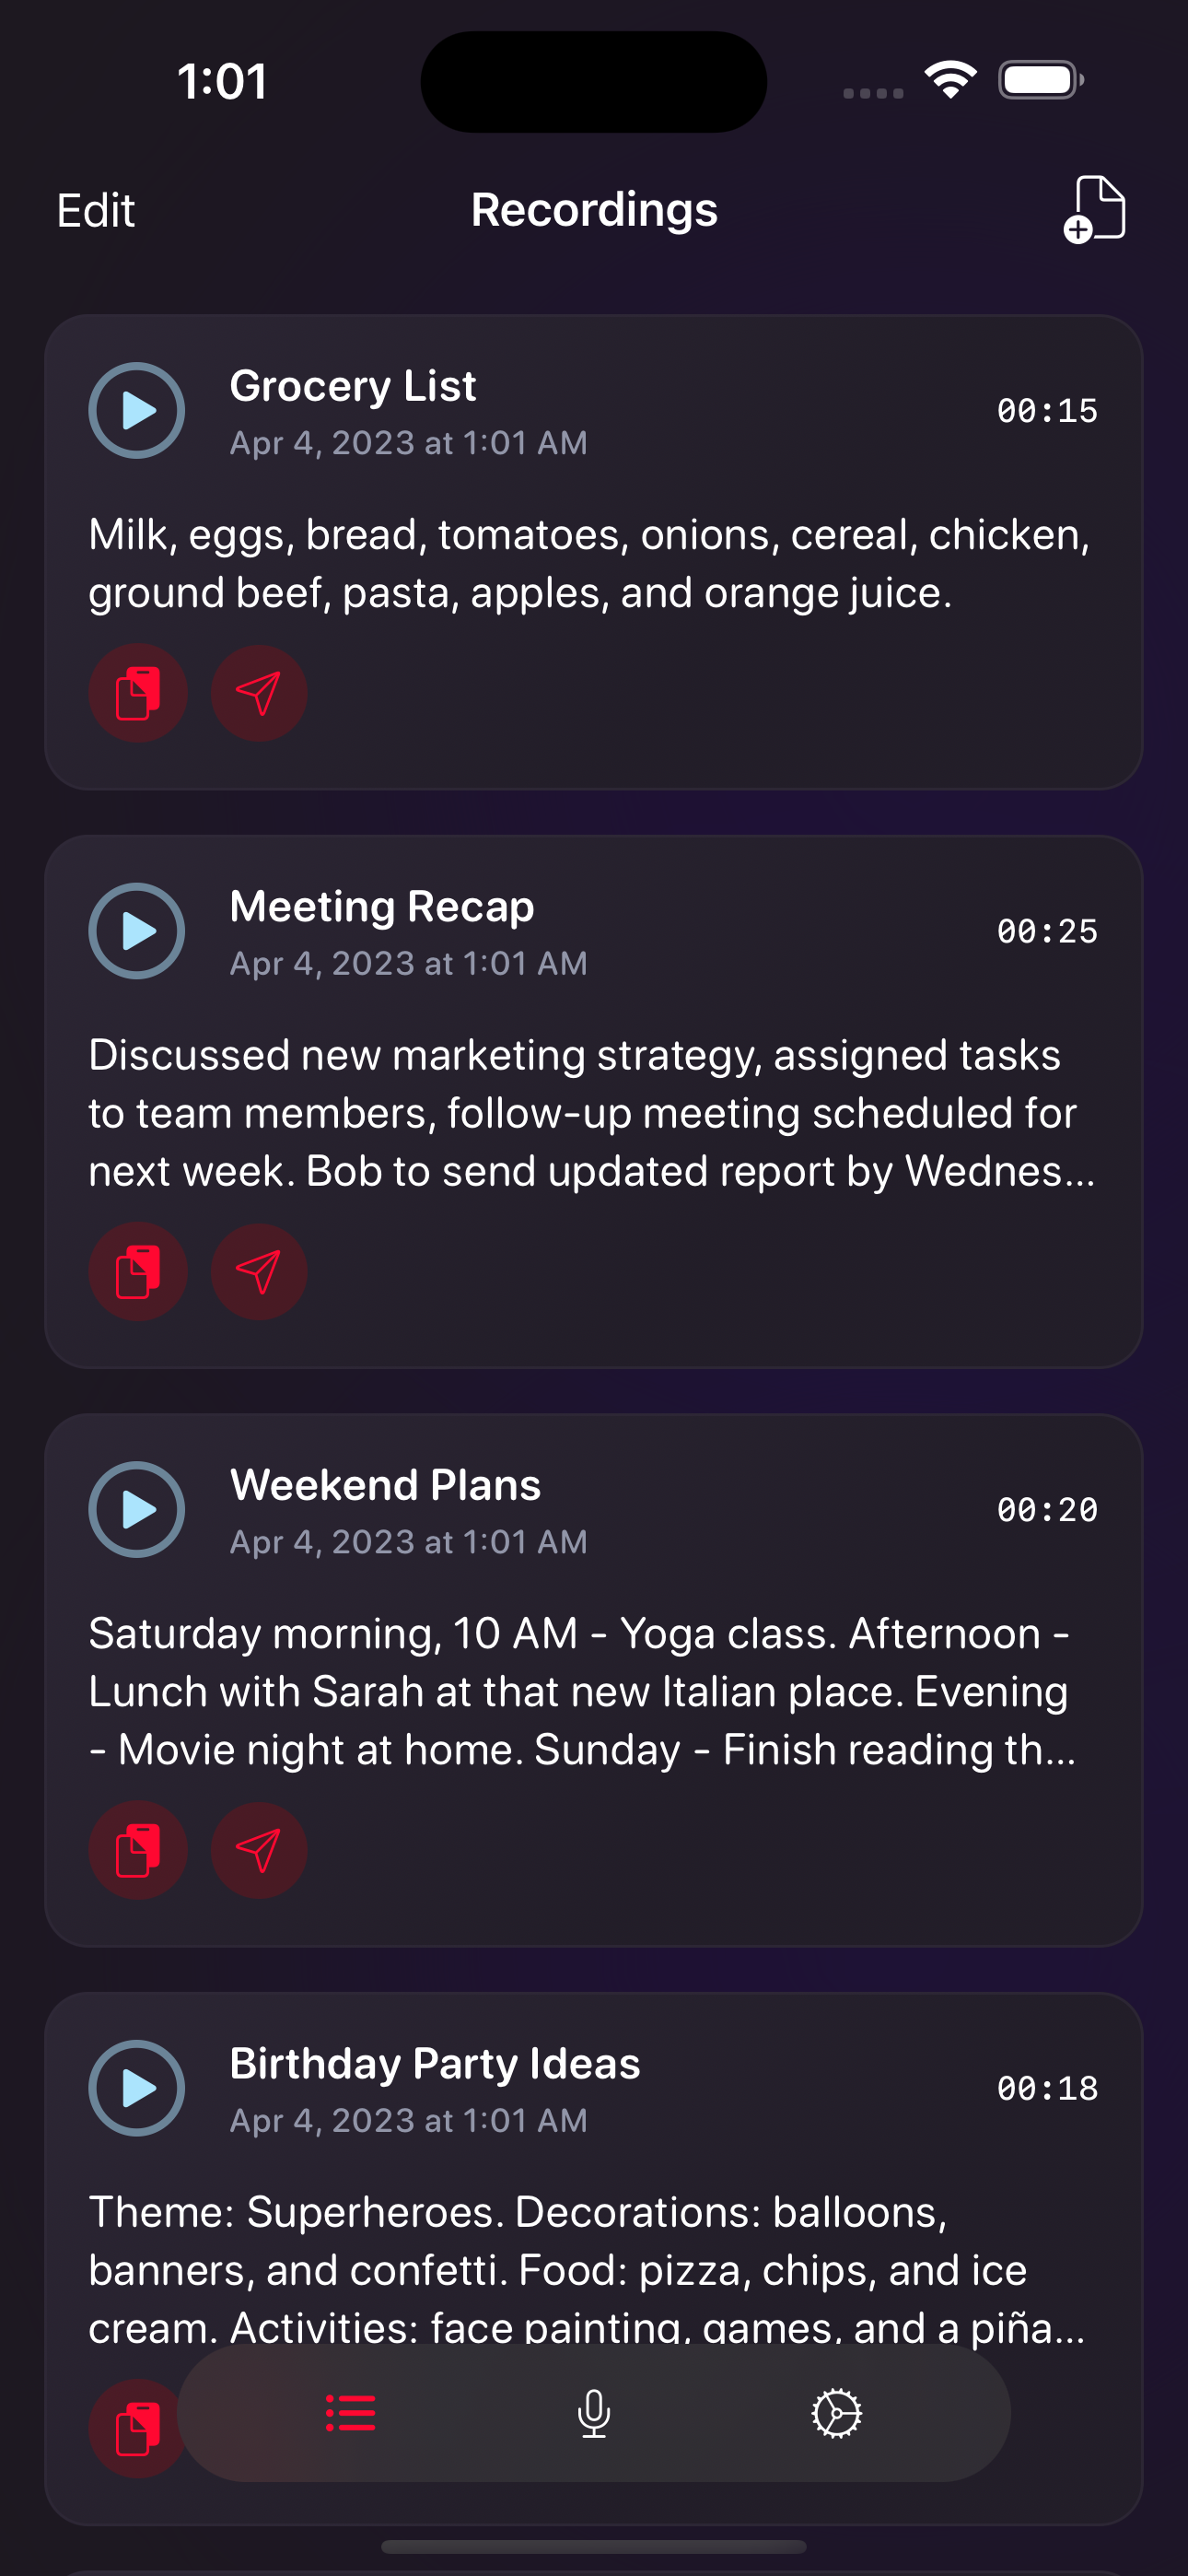 1:01
Edit
Recordings
Grocery List
Apr 4, 2023 at 1:01 AM
00:15
Milk, eggs, bread, tomatoes, onions, cereal, chicken,
ground beef, pasta, apples, and orange juice.
Meeting Recap
Apr 4, 2023 at 1:01 AM
00:25
Discussed new marketing strategy, assigned tasks
to team members, follow-up meeting scheduled for
next week. Bob to send updated report by Wednes...
Weekend Plans
Apr 4, 2023 at 1:01 AM
00:20
Saturday morning, 10 AM - Yoga class. Afternoon -
Lunch with Sarah at that new Italian place. Evening
- Movie night at home. Sunday - Finish reading th...
Birthday Party Ideas
Apr 4, 2023 at 1:01 AM
00:18
Theme: Superheroes. Decorations: balloons,
banners, and confetti. Food: pizza, chips, and ice
cream. Activities: face painting, games, and a piña...